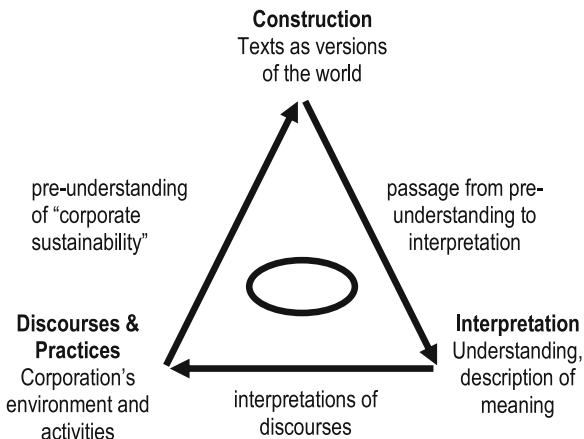 Construction
Texts as versions
of the world
pre-understanding
of “corporate
sustainability”
passage from pre-
understanding to
interpretation
Discourses &
Practices
Corporation’s
environment and
activities
interpretations of
discourses
Interpretation
Understanding,
description of
meaning